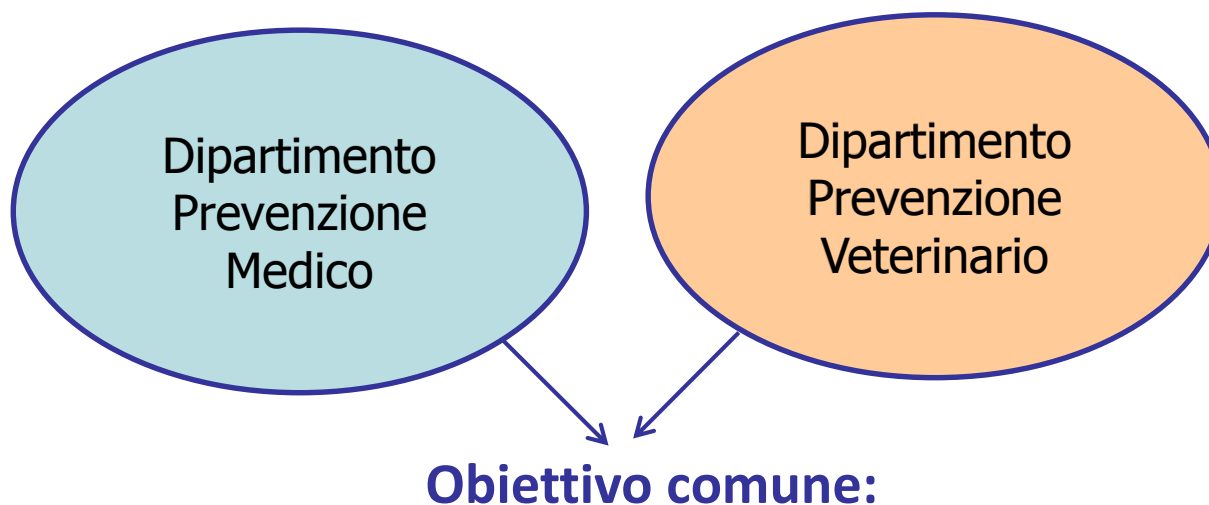 Dipartimento
Prevenzione
Medico
Dipartimento
Prevenzione
Veterinario
Obiettivo comune: